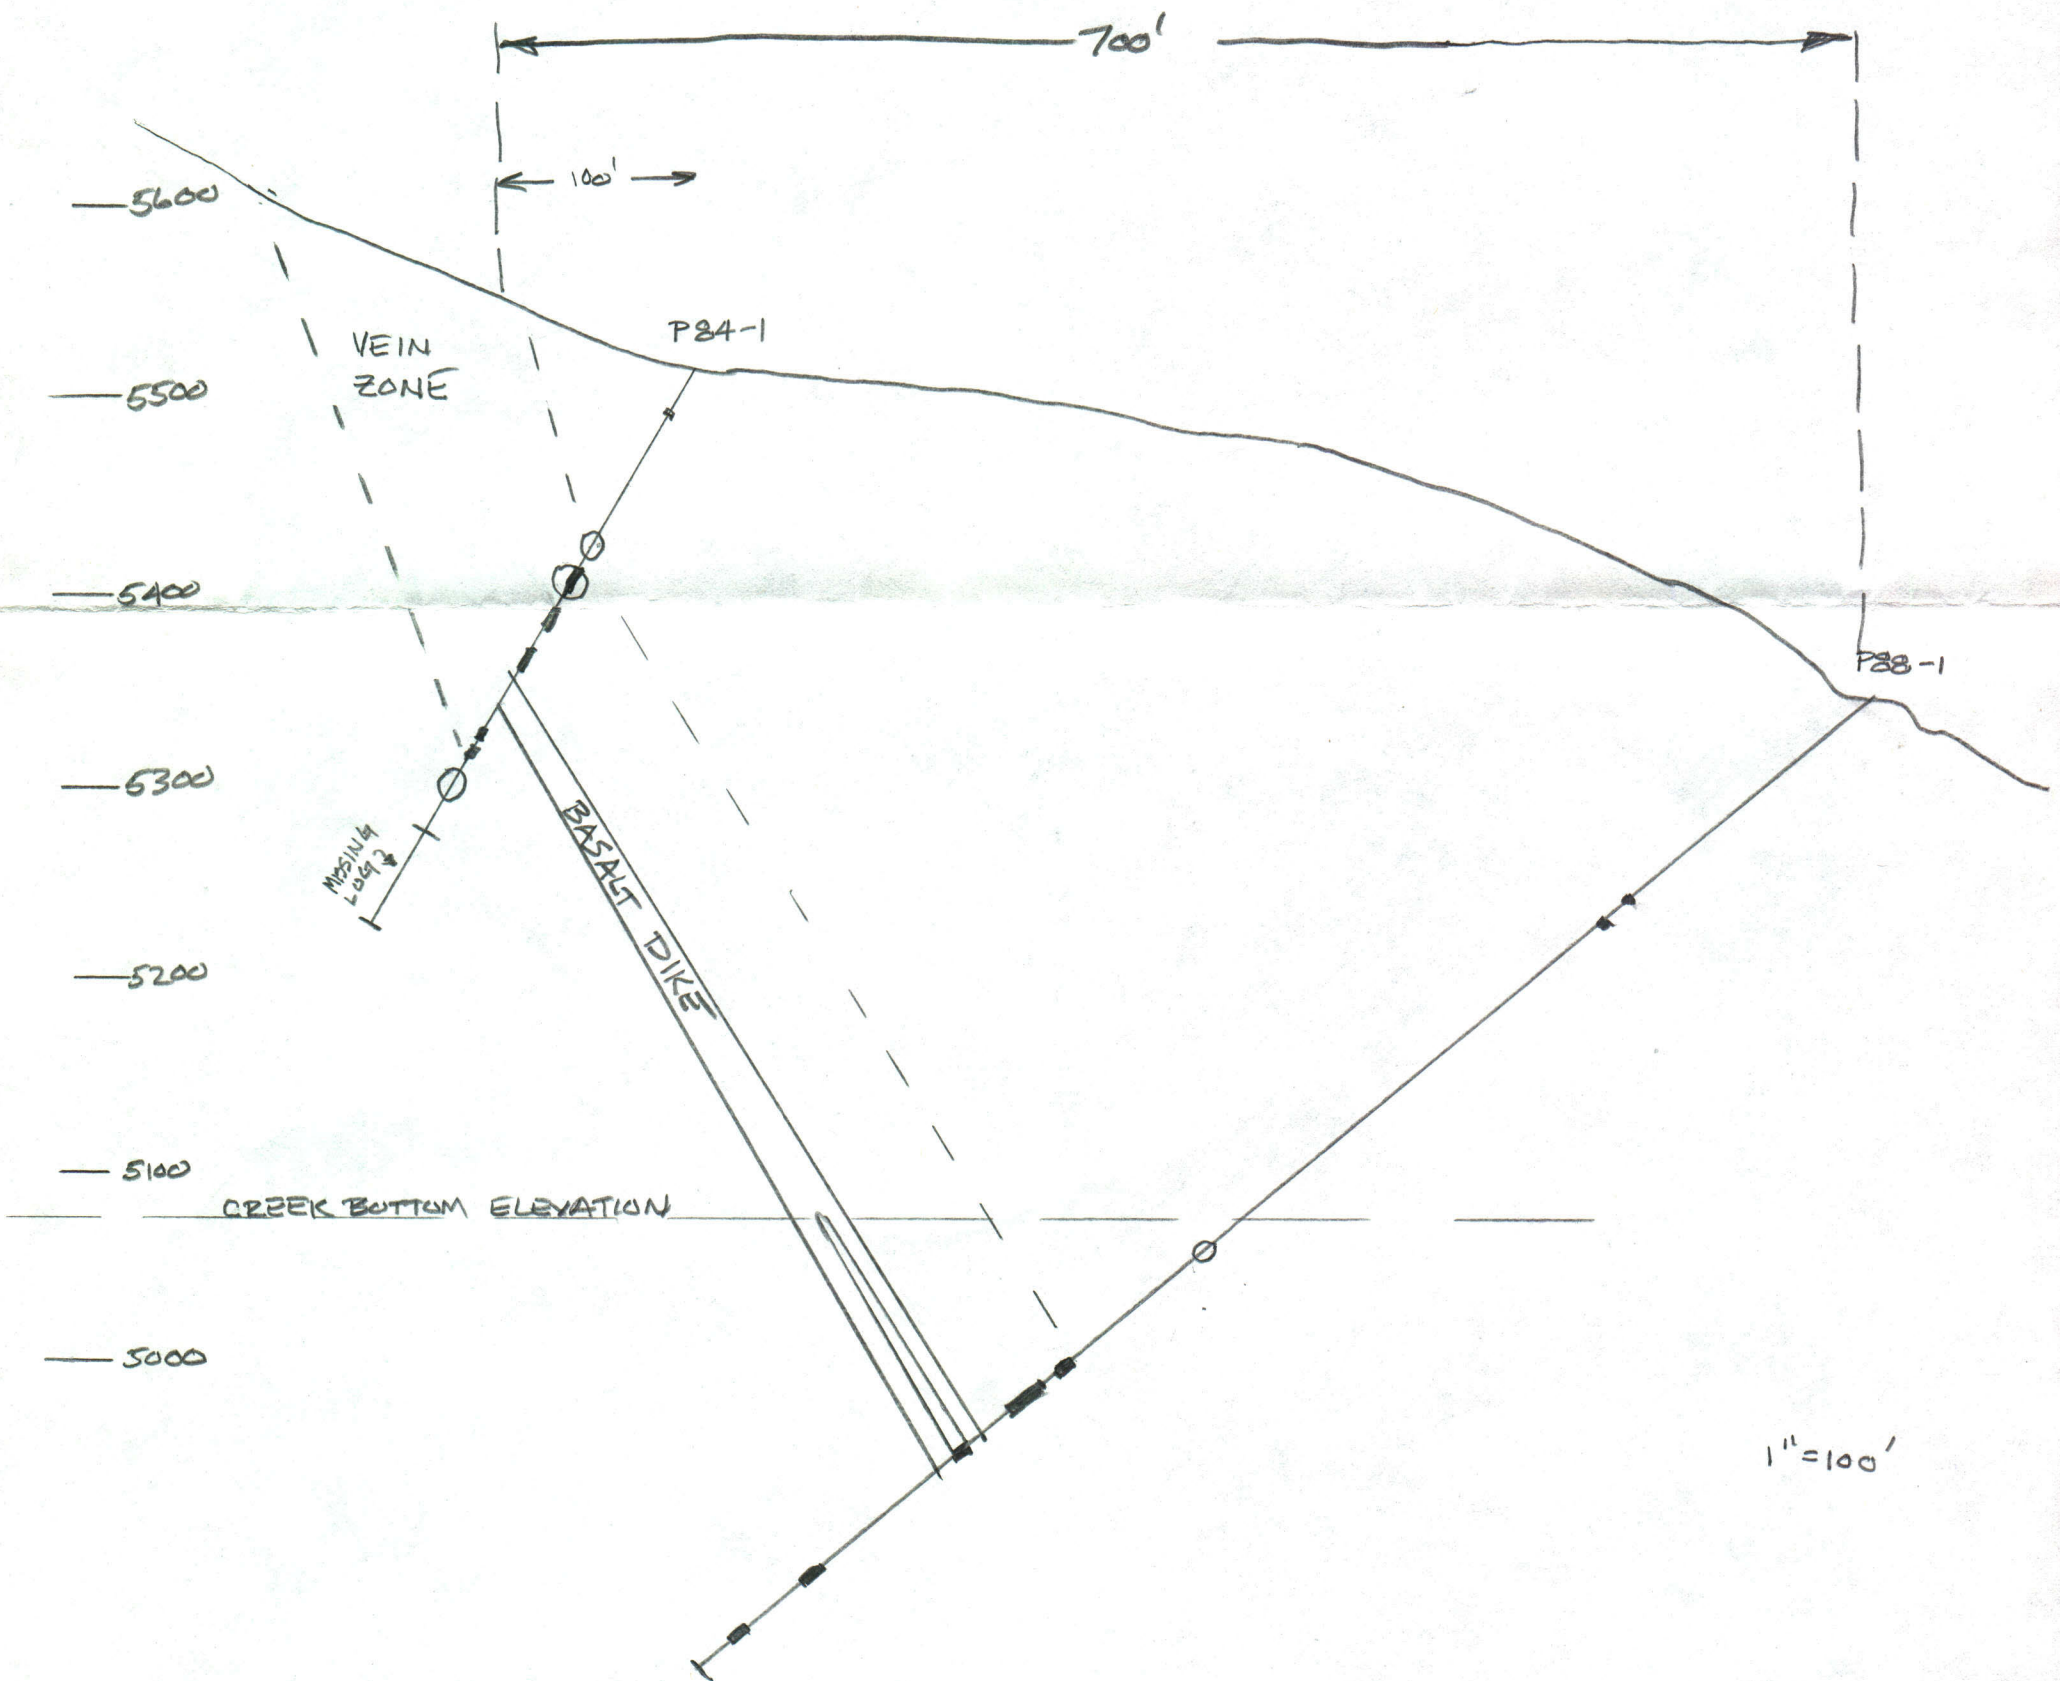 700'
100'
5600
P84-1
VEIN
ZONE
5500
5400
P88-1
5300
MISSING
LOG?
BASALT DIKE
5200
5100
CREEK BOTTOM ELEVATION
5000
1"=100'